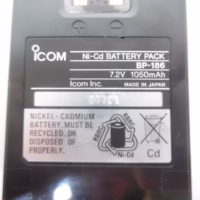 ICOM
Ni-Cd BATTERY PACK
BP-186
7.2V 1050mAh
Icom Inc. MADE IN JAPAN
NICKEL-CADMIUM
BATTERY. MUST BE
RECYCLED OR
DISPOSED OF
PROPERLY.
Ni-Cd
Cd